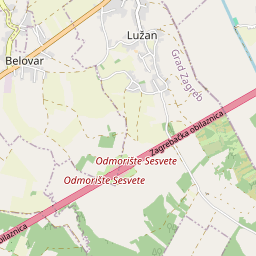 Lužan
Belovar
Grad Zagreb
Zagrebačka obilaznica
Odmorište Sesvete
Odmorište Sesvete
obilaznica